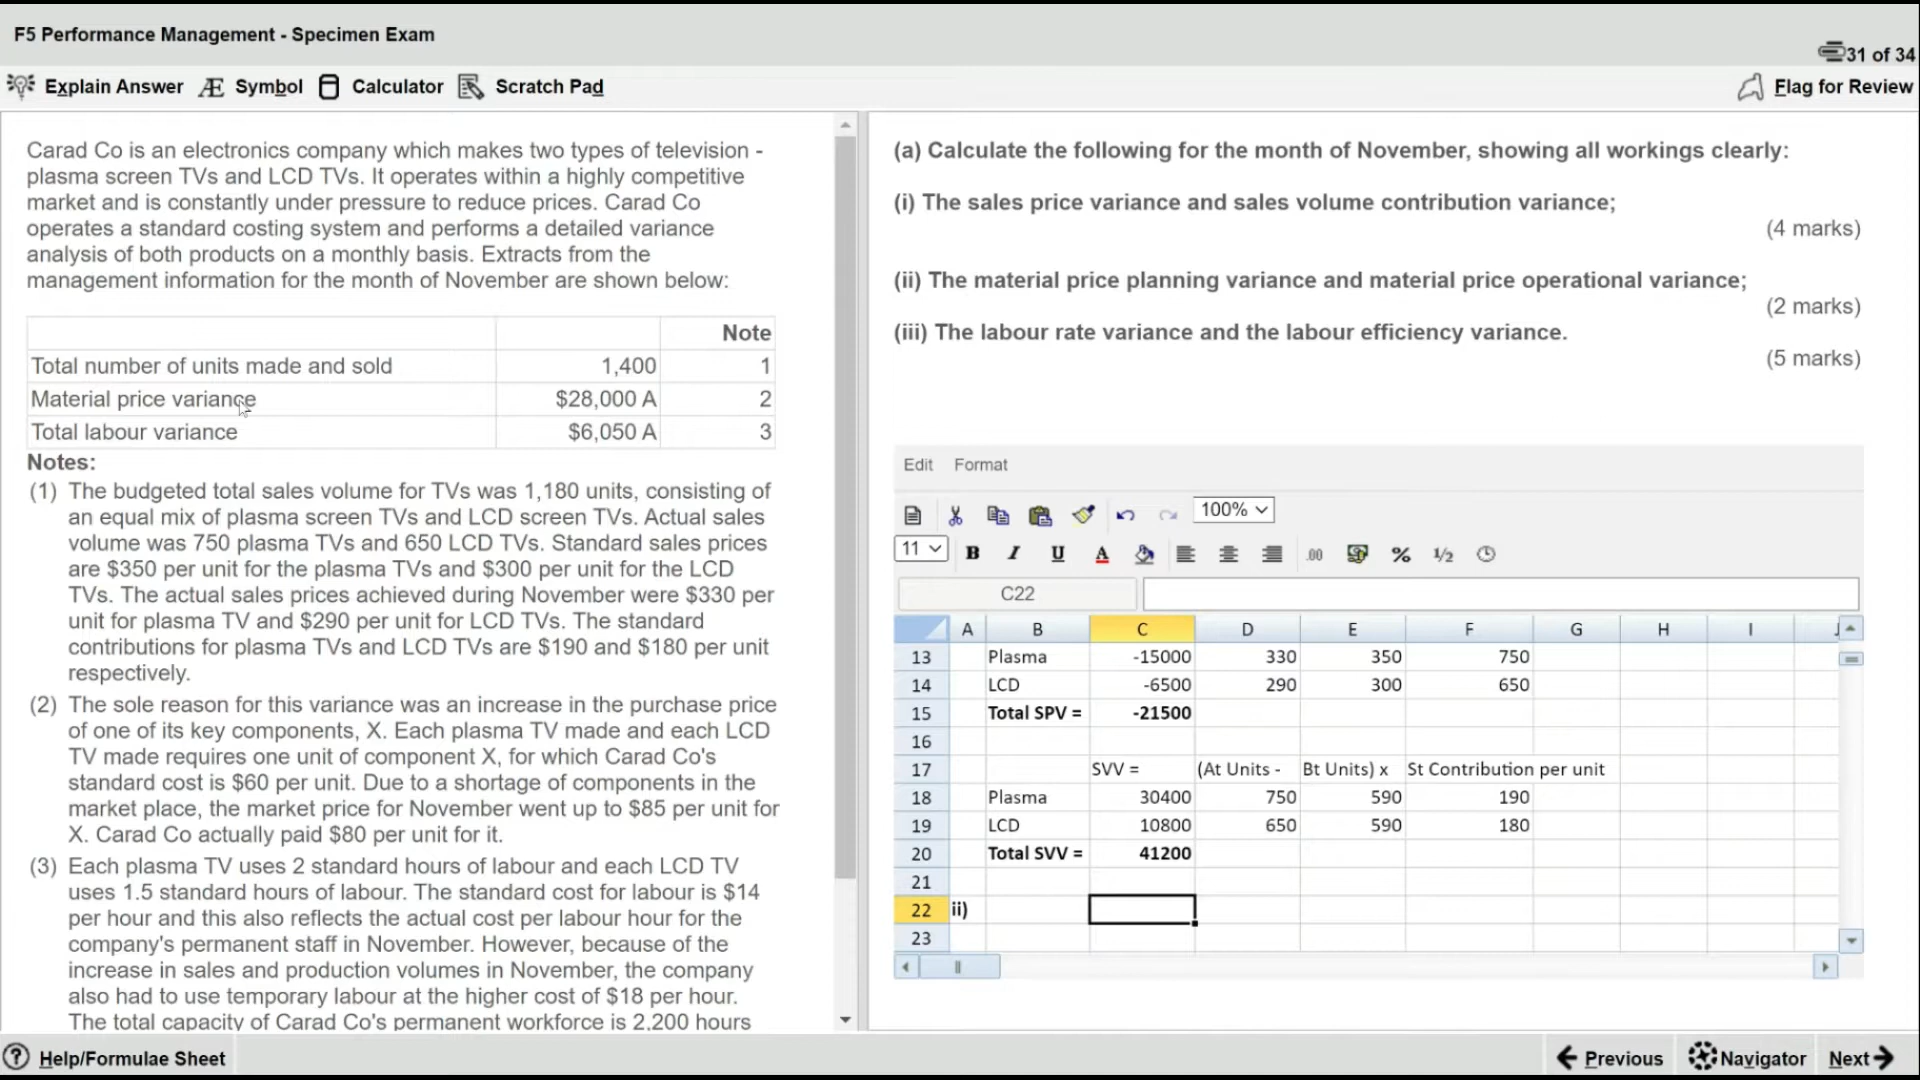 F5 Performance Management - Specimen Exam
31 of 34
Explain Answer Æ Symbol Calculator Scratch Pad
Flag for Review
Carad Co is an electronics company which makes two types of television -
plasma screen TVs and LCD TVs. It operates within a highly competitive
market and is constantly under pressure to reduce prices. Carad Co
operates a standard costing system and performs a detailed variance
analysis of both products on a monthly basis. Extracts from the
management information for the month of November are shown below:
Note
Total number of units made and sold 1,400 1
Material price variance $28,000 A 2
Total labour variance $6,050 A 3
Notes:
(1) The budgeted total sales volume for TVs was 1,180 units, consisting of
an equal mix of plasma screen TVs and LCD screen TVs. Actual sales
volume was 750 plasma TVs and 650 LCD TVs. Standard sales prices
are $350 per unit for the plasma TVs and $300 per unit for the LCD
TVs. The actual sales prices achieved during November were $330 per
unit for plasma TV and $290 per unit for LCD TVs. The standard
contributions for plasma TVs and LCD TVs are $190 and $180 per unit
respectively.
(2) The sole reason for this variance was an increase in the purchase price
of one of its key components, X. Each plasma TV made and each LCD
TV made requires one unit of component X, for which Carad Co's
standard cost is $60 per unit. Due to a shortage of components in the
market place, the market price for November went up to $85 per unit for
X. Carad Co actually paid $80 per unit for it.
(3) Each plasma TV uses 2 standard hours of labour and each LCD TV
uses 1.5 standard hours of labour. The standard cost for labour is $14
per hour and this also reflects the actual cost per labour hour for the
company's permanent staff in November. However, because of the
increase in sales and production volumes in November, the company
also had to use temporary labour at the higher cost of $18 per hour.
The total capacity of Carad Co's permanent workforce is 2,200 hours
(a) Calculate the following for the month of November, showing all workings clearly:
(i) The sales price variance and sales volume contribution variance;
(4 marks)
(ii) The material price planning variance and material price operational variance;
(2 marks)
(iii) The labour rate variance and the labour efficiency variance.
(5 marks)
Edit Format
100%
11 B I U A .00 % 1/2
C22
A B C D E F G H I J
13 Plasma -15000 330 350 750
14 LCD -6500 290 300 650
15 Total SPV = -21500
16
17 SVV = (At Units - Bt Units) x St Contribution per unit
18 Plasma 30400 750 590 190
19 LCD 10800 650 590 180
20 Total SVV = 41200
21
22 ii)
23
? Help/Formulae Sheet
Previous Navigator Next